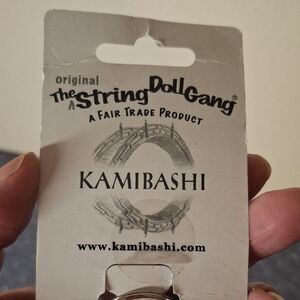 original
The String Doll Gang®
A Fair Trade Product
KAMIBASHI
www.kamibashi.com